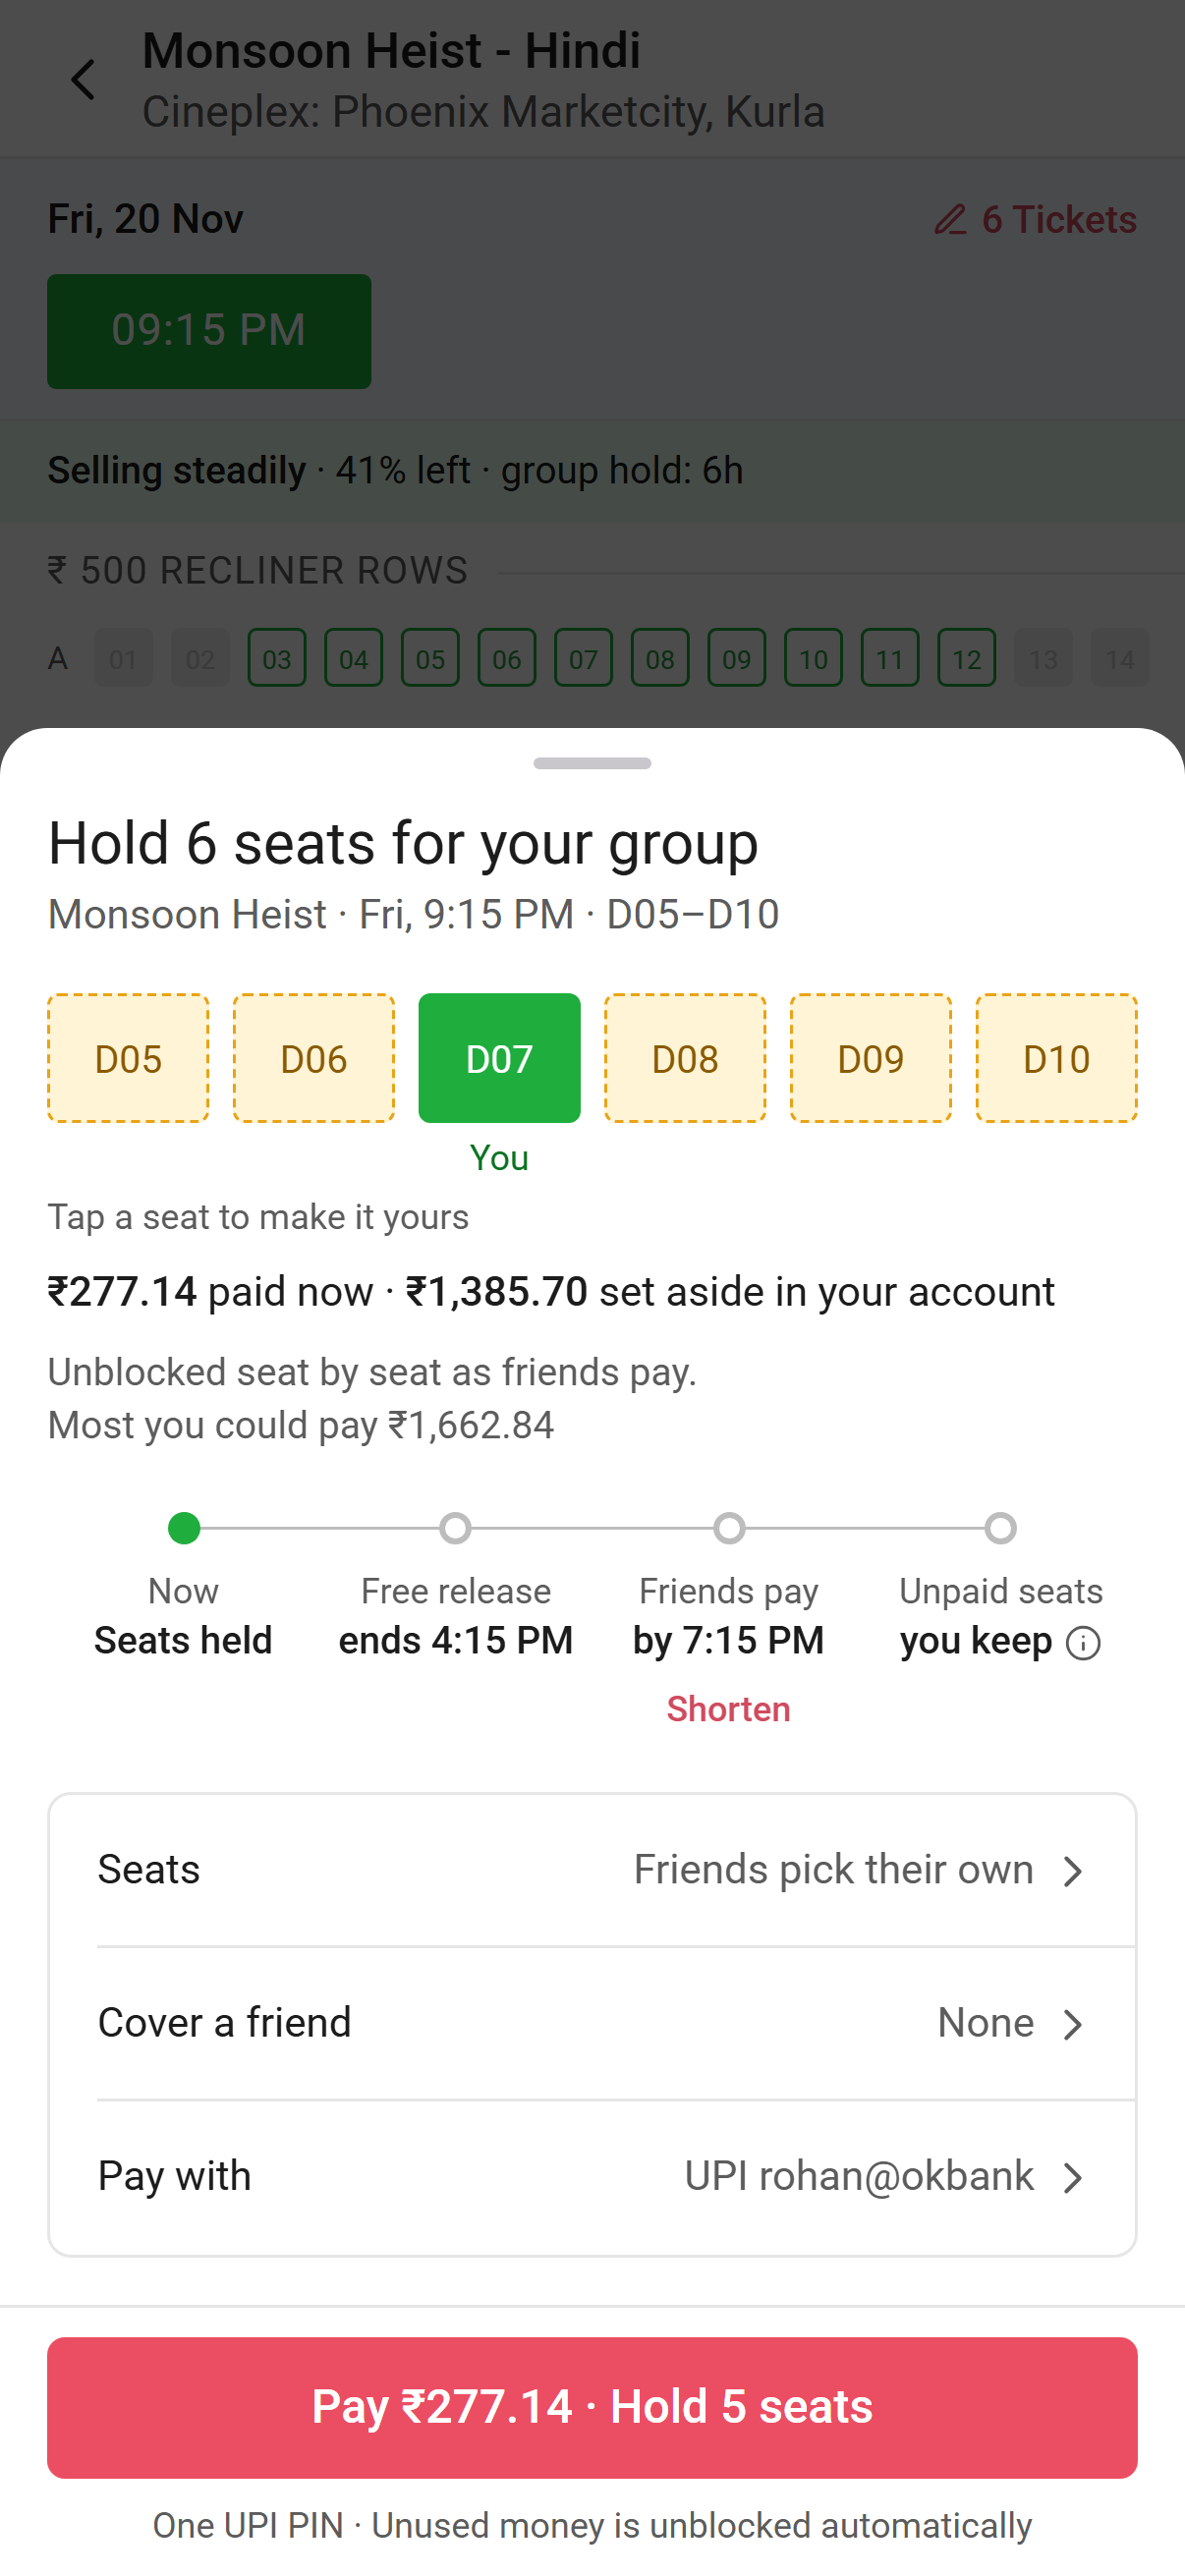 Monsoon Heist - Hindi
Cineplex: Phoenix Marketcity, Kurla
Fri, 20 Nov
6 Tickets
09:15 PM
Selling steadily · 41% left · group hold: 6h
₹ 500 RECLINER ROWS
A 01 02 03 04 05 06 07 08 09 10 11 12 13 14
Hold 6 seats for your group
Monsoon Heist · Fri, 9:15 PM · D05–D10
D05 D06 D07 D08 D09 D10
You
Tap a seat to make it yours
₹277.14 paid now · ₹1,385.70 set aside in your account
Unblocked seat by seat as friends pay.
Most you could pay ₹1,662.84
Now Free release Friends pay Unpaid seats
Seats held ends 4:15 PM by 7:15 PM you keep
Shorten
Seats Friends pick their own
Cover a friend None
Pay with UPI rohan@okbank
Pay ₹277.14 · Hold 5 seats
One UPI PIN · Unused money is unblocked automatically